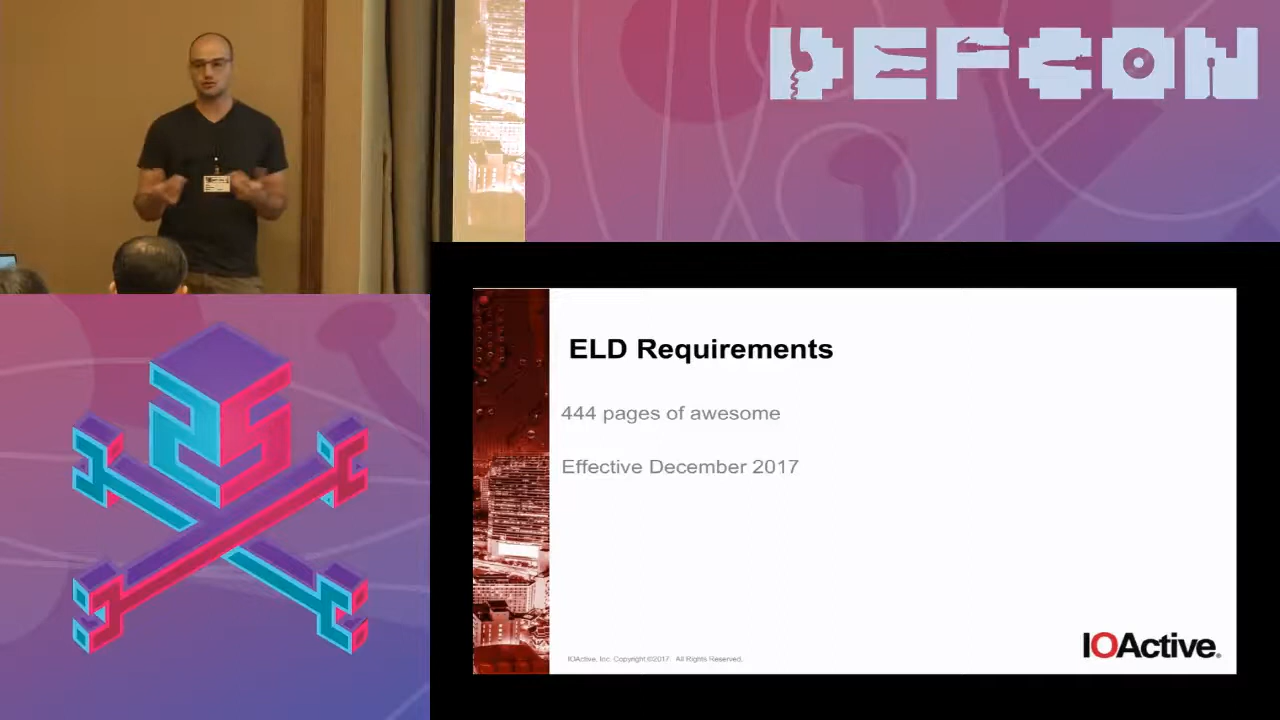 DEFCON
ELD Requirements
444 pages of awesome
Effective December 2017
IOActive, Inc. Copyright ©2017. All Rights Reserved.
IOActive.